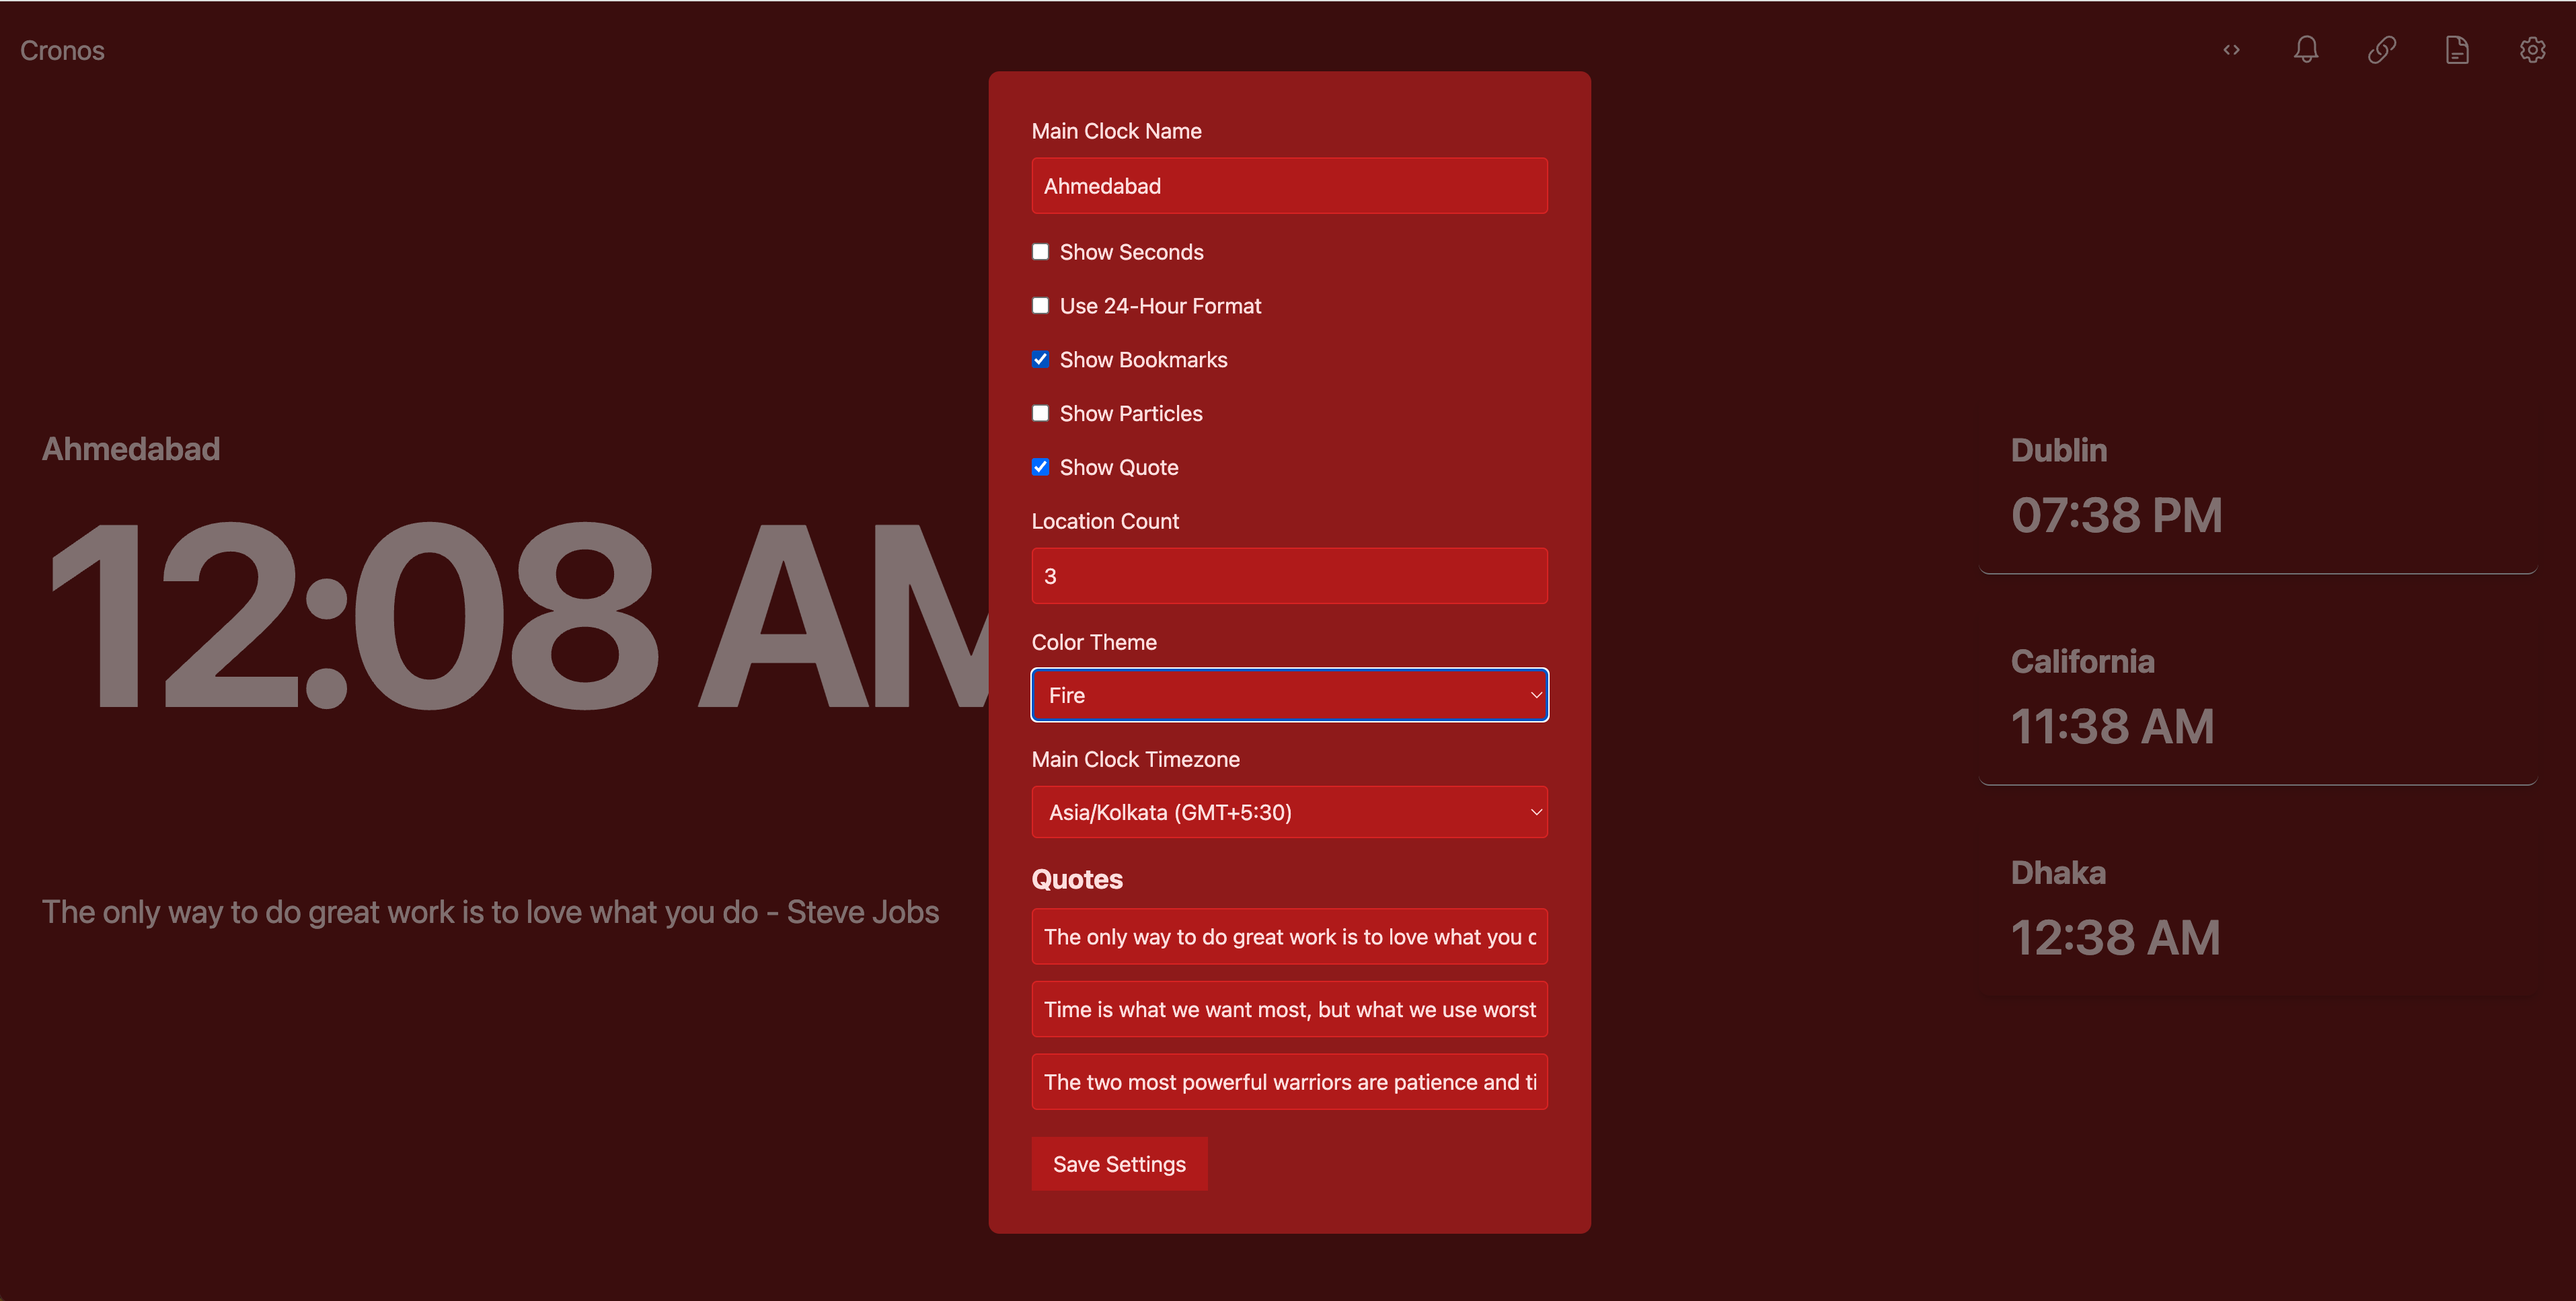 Cronos
Main Clock Name
Ahmedabad
Show Seconds
Use 24-Hour Format
Show Bookmarks
Show Particles
Show Quote
Location Count
3
Color Theme
Fire
Main Clock Timezone
Asia/Kolkata (GMT+5:30)
Quotes
The only way to do great work is to love what you
Time is what we want most, but what we use worst
The two most powerful warriors are patience and
Save Settings
Ahmedabad
12:08 AM
The only way to do great work is to love what you do - Steve Jobs
Dublin
07:38 PM
California
11:38 AM
Dhaka
12:38 AM